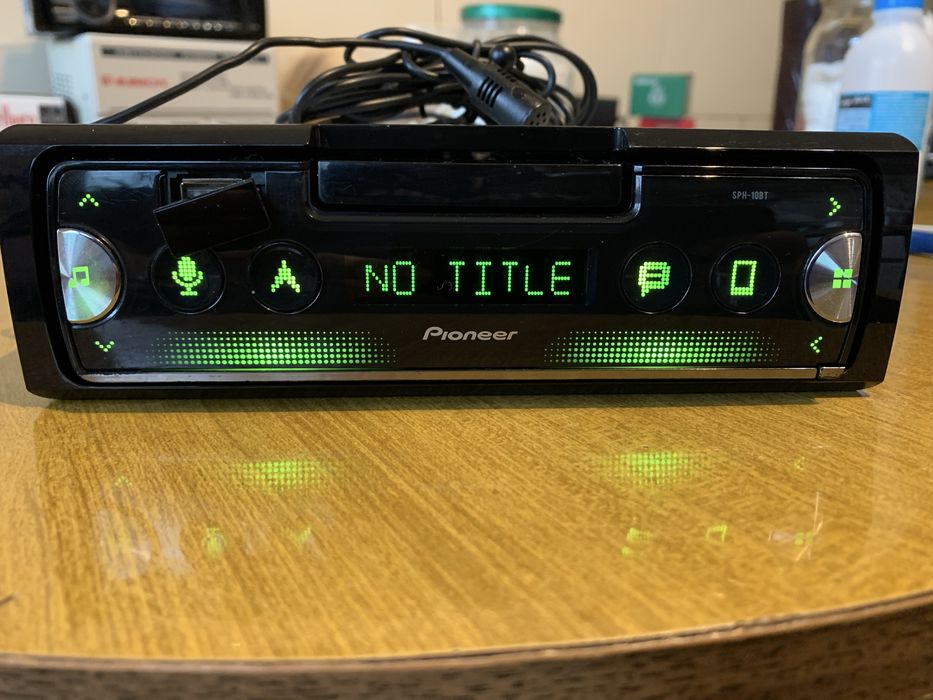 SPH-10BT
NO TITLE
Pioneer